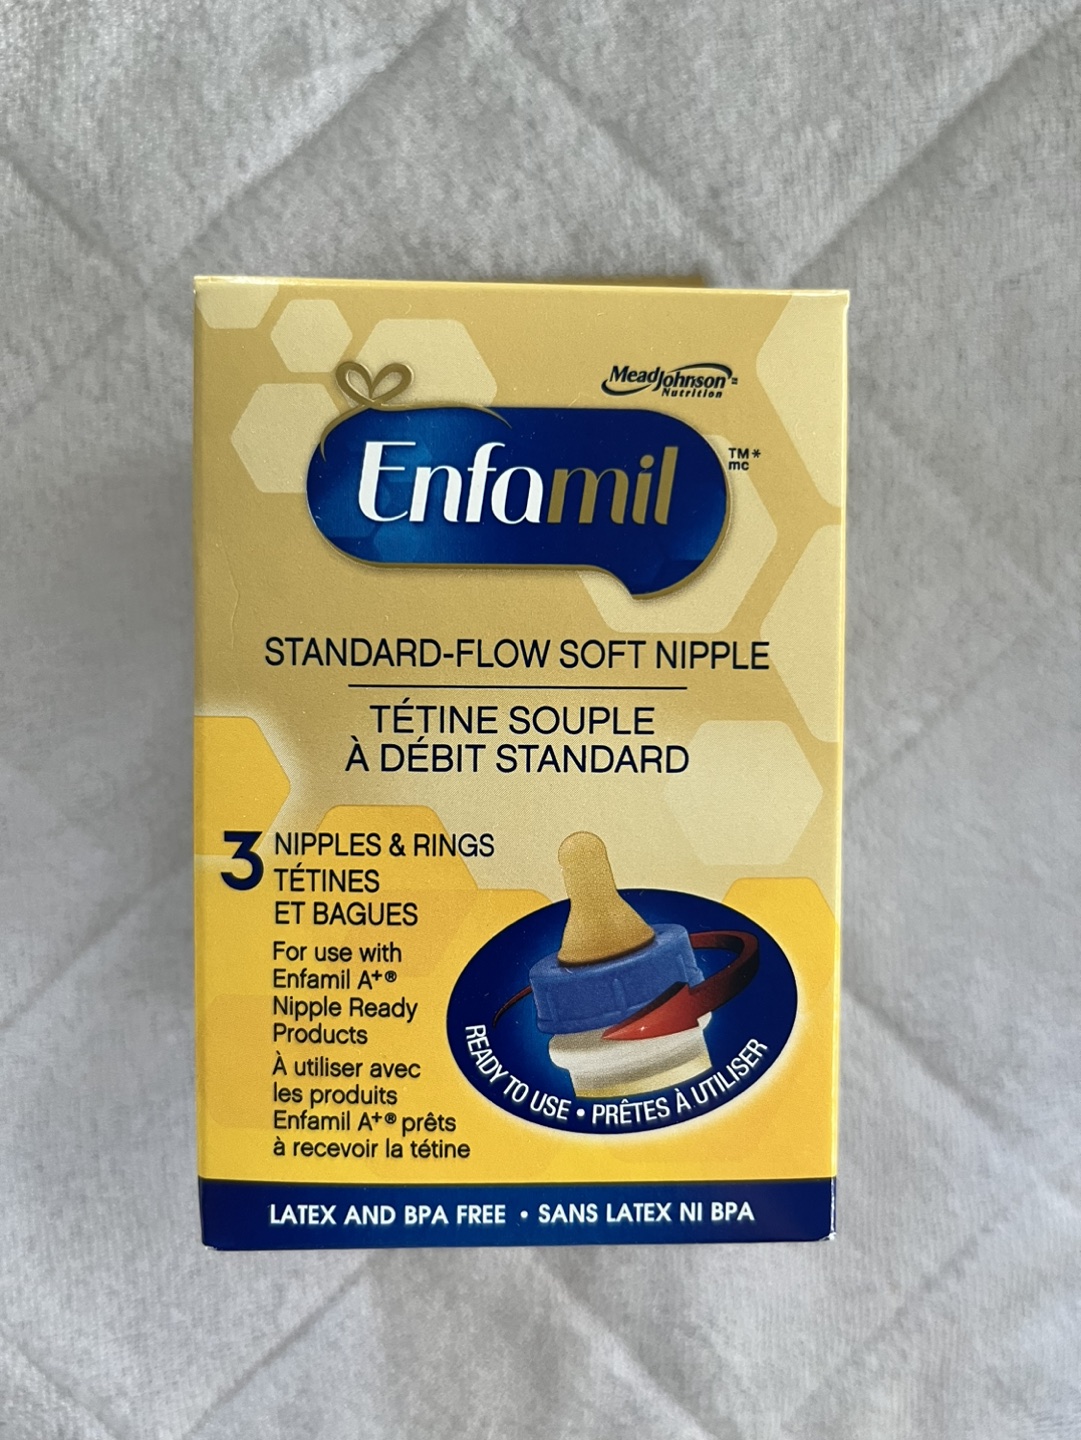 MeadJohnson™
Nutrition
Enfamil
TM*
mc
STANDARD-FLOW SOFT NIPPLE
TÉTINE SOUPLE
À DÉBIT STANDARD
3 NIPPLES & RINGS
TÉTINES
ET BAGUES
For use with
Enfamil A+®
Nipple Ready
Products
À utiliser avec
les produits
Enfamil A+® prêts
à recevoir la tétine
READY TO USE • PRÊTES À UTILISER
LATEX AND BPA FREE • SANS LATEX NI BPA